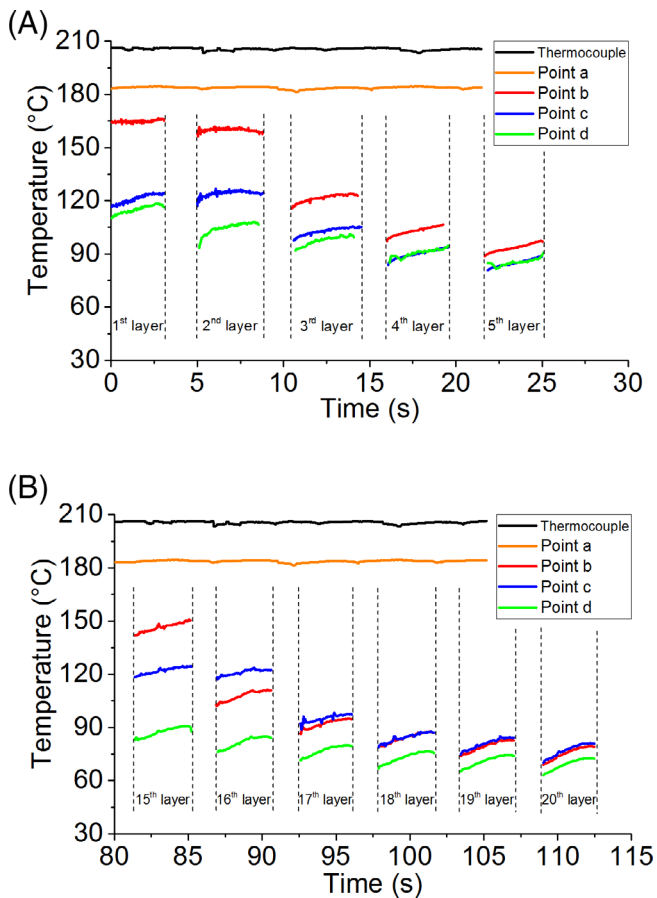 (A)
210
180
150
120
90
60
30
Temperature (°C)
Thermocouple
Point a
Point b
Point c
Point d
1st layer
2nd layer
3rd layer
4th layer
5th layer
0 5 10 15 20 25 30
Time (s)
(B)
210
180
150
120
90
60
30
Temperature (°C)
Thermocouple
Point a
Point b
Point c
Point d
15th layer
16th layer
17th layer
18th layer
19th layer
20th layer
80 85 90 95 100 105 110 115
Time (s)